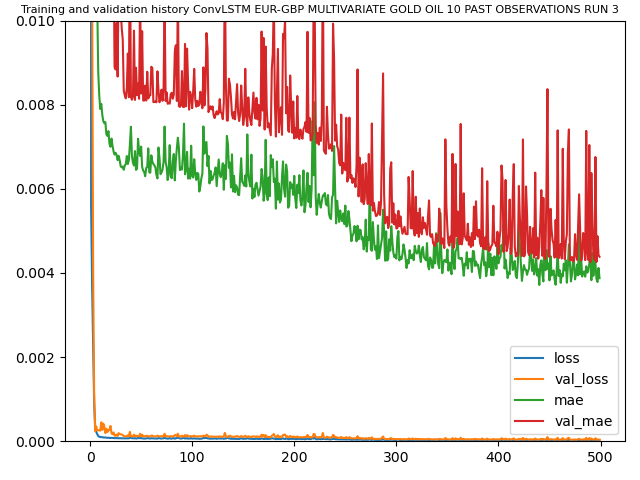 Training and validation history ConvLSTM EUR-GBP MULTIVARIATE GOLD OIL 10 PAST OBSERVATIONS RUN 3
0.010
0.008
0.006
0.004
0.002
0.000
loss
val_loss
mae
val_mae
0 100 200 300 400 500